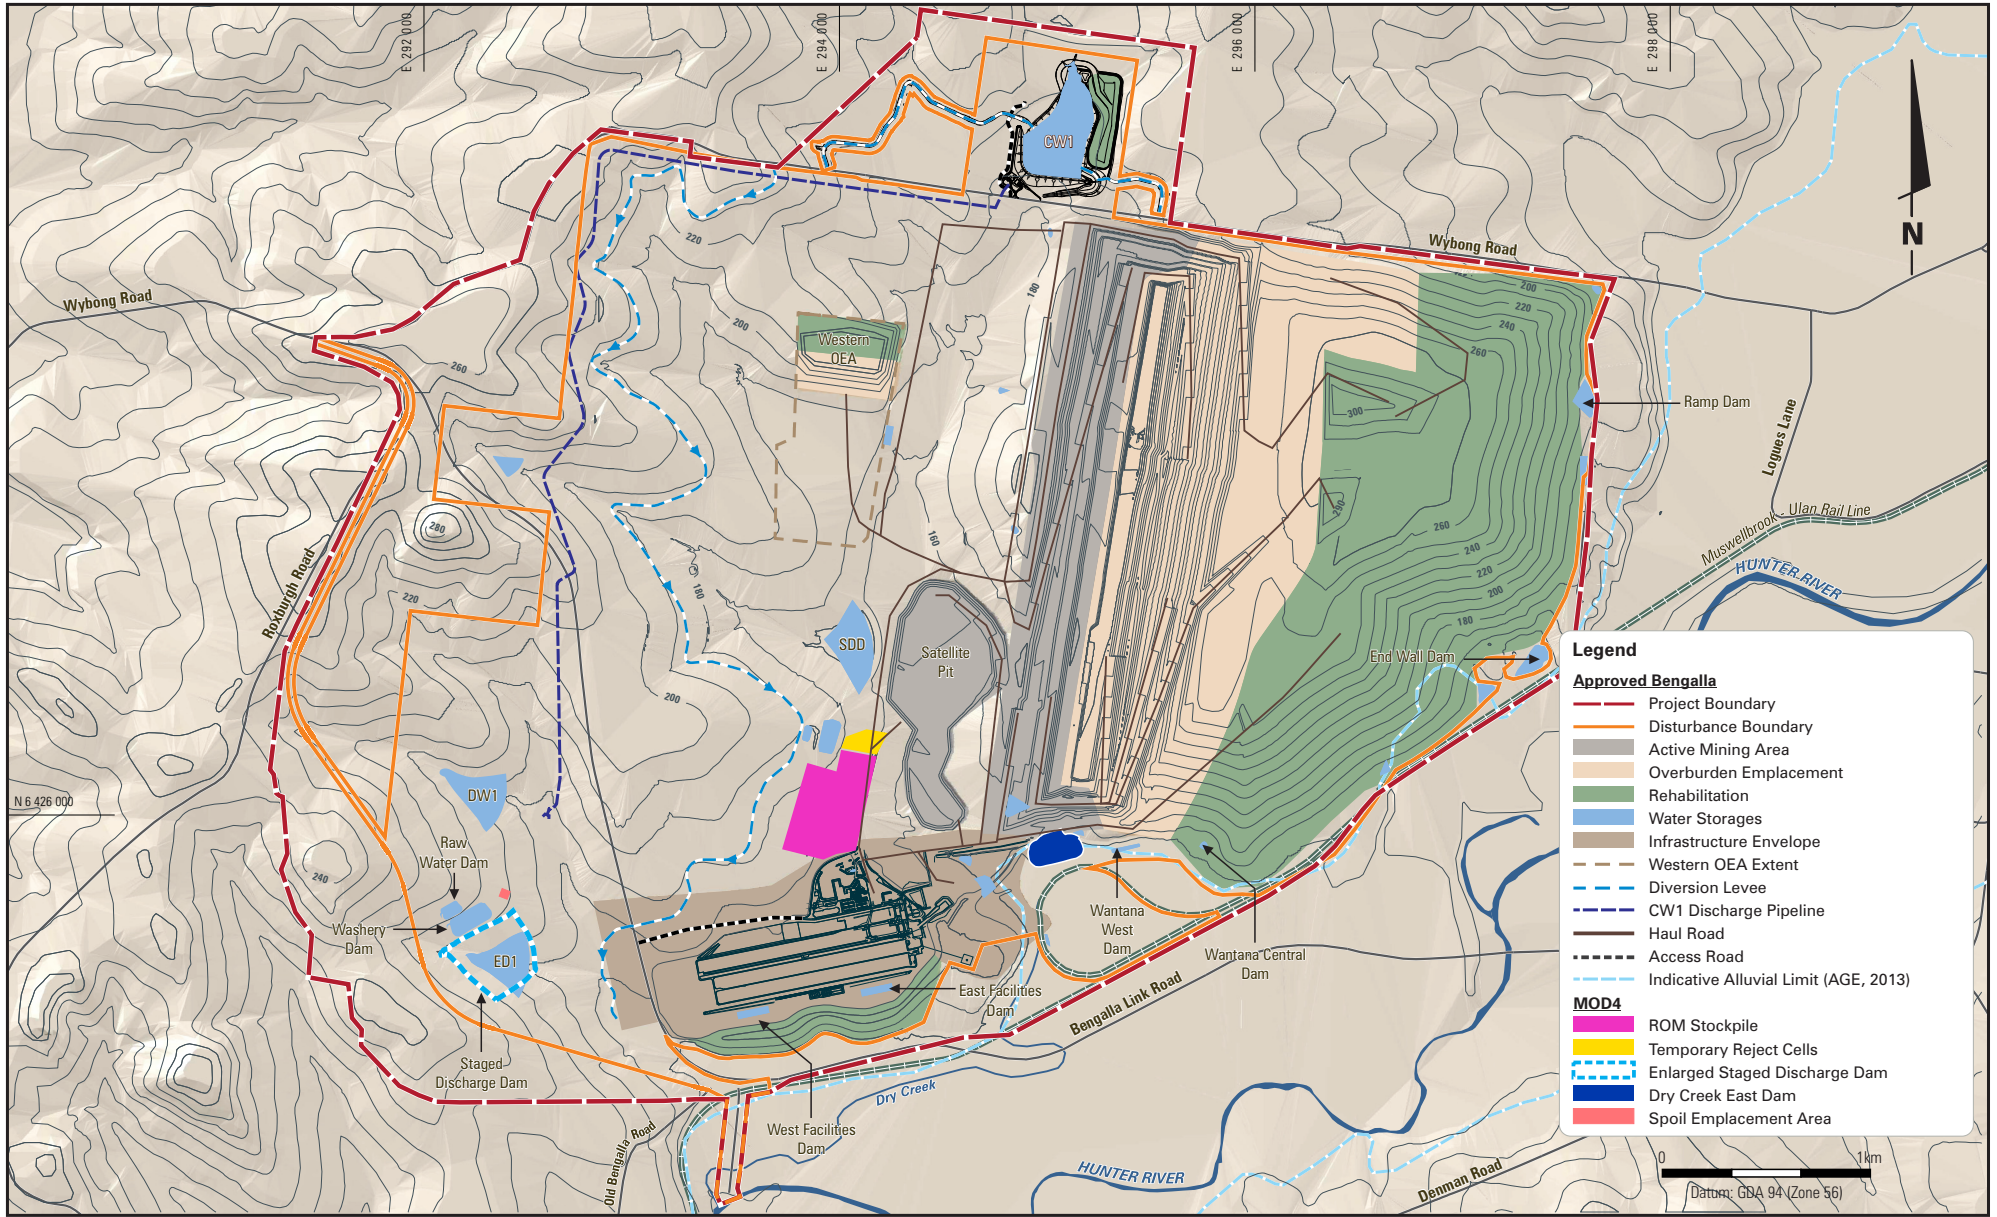 E 292 000
E 294 000
E 296 000
E 298 000
N
Wybong Road
Wybong Road
CW1
220
180
200
200
220
240
260
260
Western
OEA
300
Ramp Dam
Logues Lane
280
290
160
260
240
220
200
180
Muswellbrook - Ulan Rail Line
HUNTER RIVER
Roxburgh Road
220
180
SDD
Satellite
Pit
200
End Wall Dam
N 6 426 000
DW1
Raw
Water Dam
240
Washery
Dam
ED1
Wantana
West
Dam
Wantana Central
Dam
East Facilities
Dam
Bengalla Link Road
Staged
Discharge Dam
Dry Creek
West Facilities
Dam
Old Bengalla Road
HUNTER RIVER
Denman Road
Legend
Approved Bengalla
Project Boundary
Disturbance Boundary
Active Mining Area
Overburden Emplacement
Rehabilitation
Water Storages
Infrastructure Envelope
Western OEA Extent
Diversion Levee
CW1 Discharge Pipeline
Haul Road
Access Road
Indicative Alluvial Limit (AGE, 2013)
MOD4
ROM Stockpile
Temporary Reject Cells
Enlarged Staged Discharge Dam
Dry Creek East Dam
Spoil Emplacement Area
0 1km
Datum: GDA 94 (Zone 56)